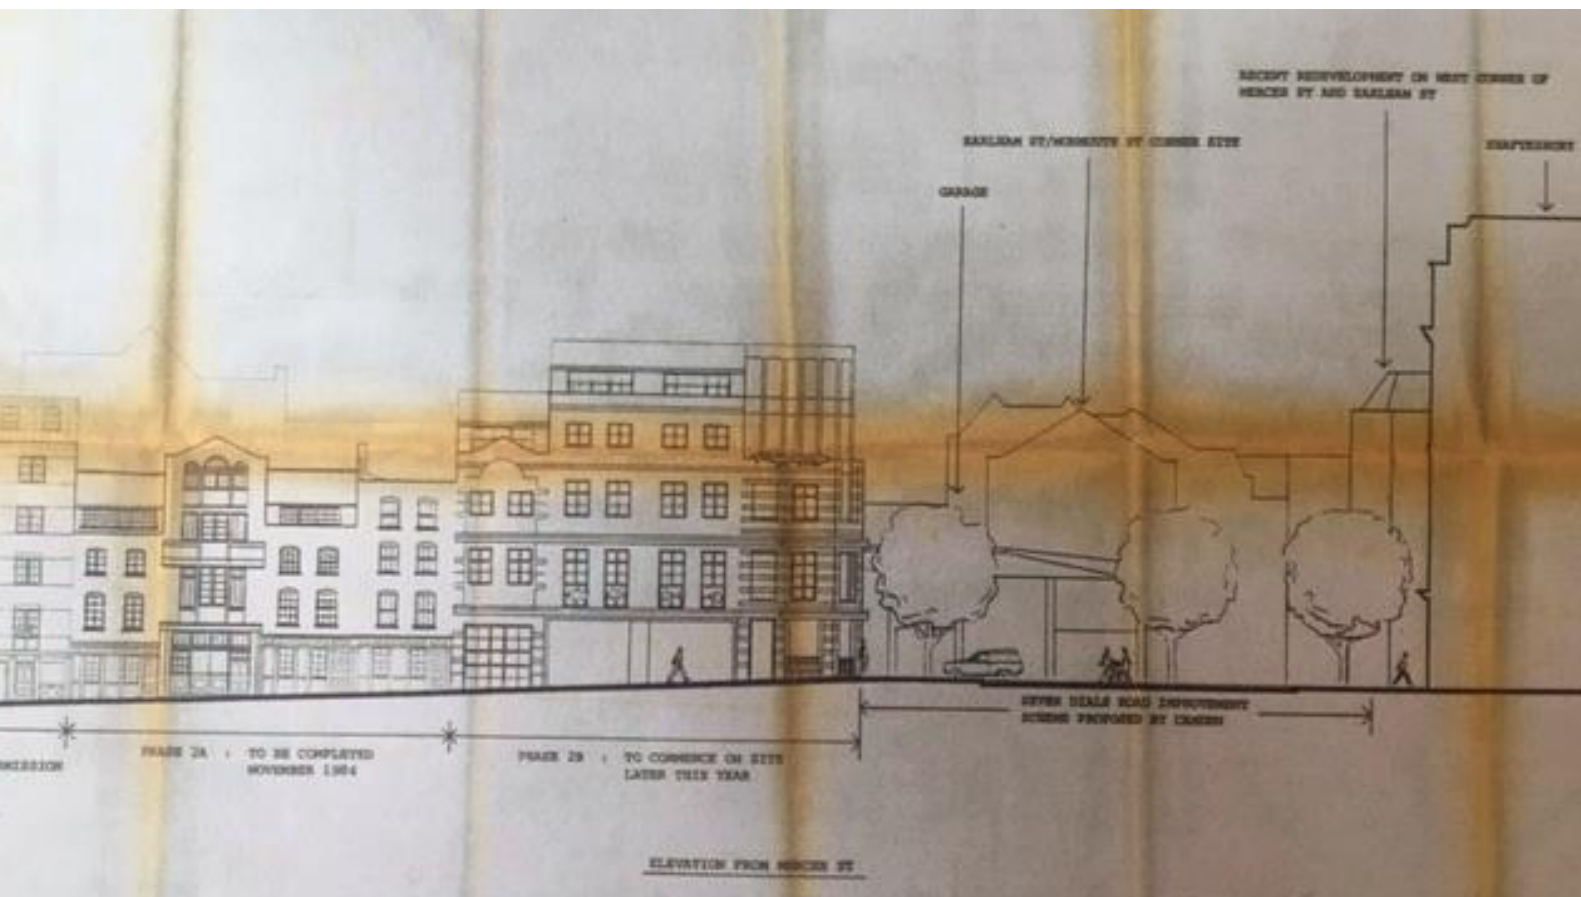 RECENT REDEVELOPMENT ON WEST CORNER OF
MERCER ST AND EARLHAM ST
EARLHAM ST/MONMOUTH ST CORNER SITE
SHAFTESBURY
GARAGE
SEVEN DIALS ROAD IMPROVEMENT
SCHEME PROPOSED BY CAMDEN
MISSION
PHASE 2A : TO BE COMPLETED
NOVEMBER 1984
PHASE 2B : TO COMMENCE ON SITE
LATER THIS YEAR
ELEVATION FROM MERCER ST